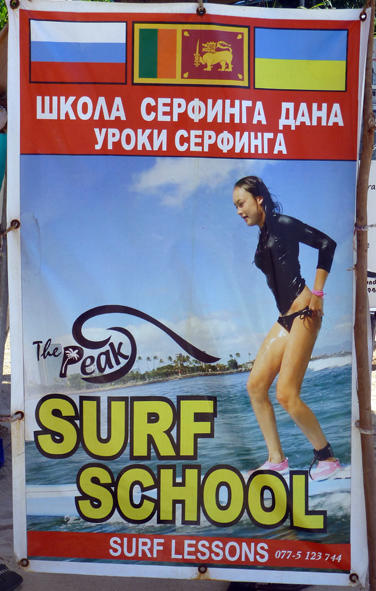 ШКОЛА СЕРФИНГА ДАНА
УРОКИ СЕРФИНГА
The Peak
SURF
SCHOOL
SURF LESSONS 077-5 123 744